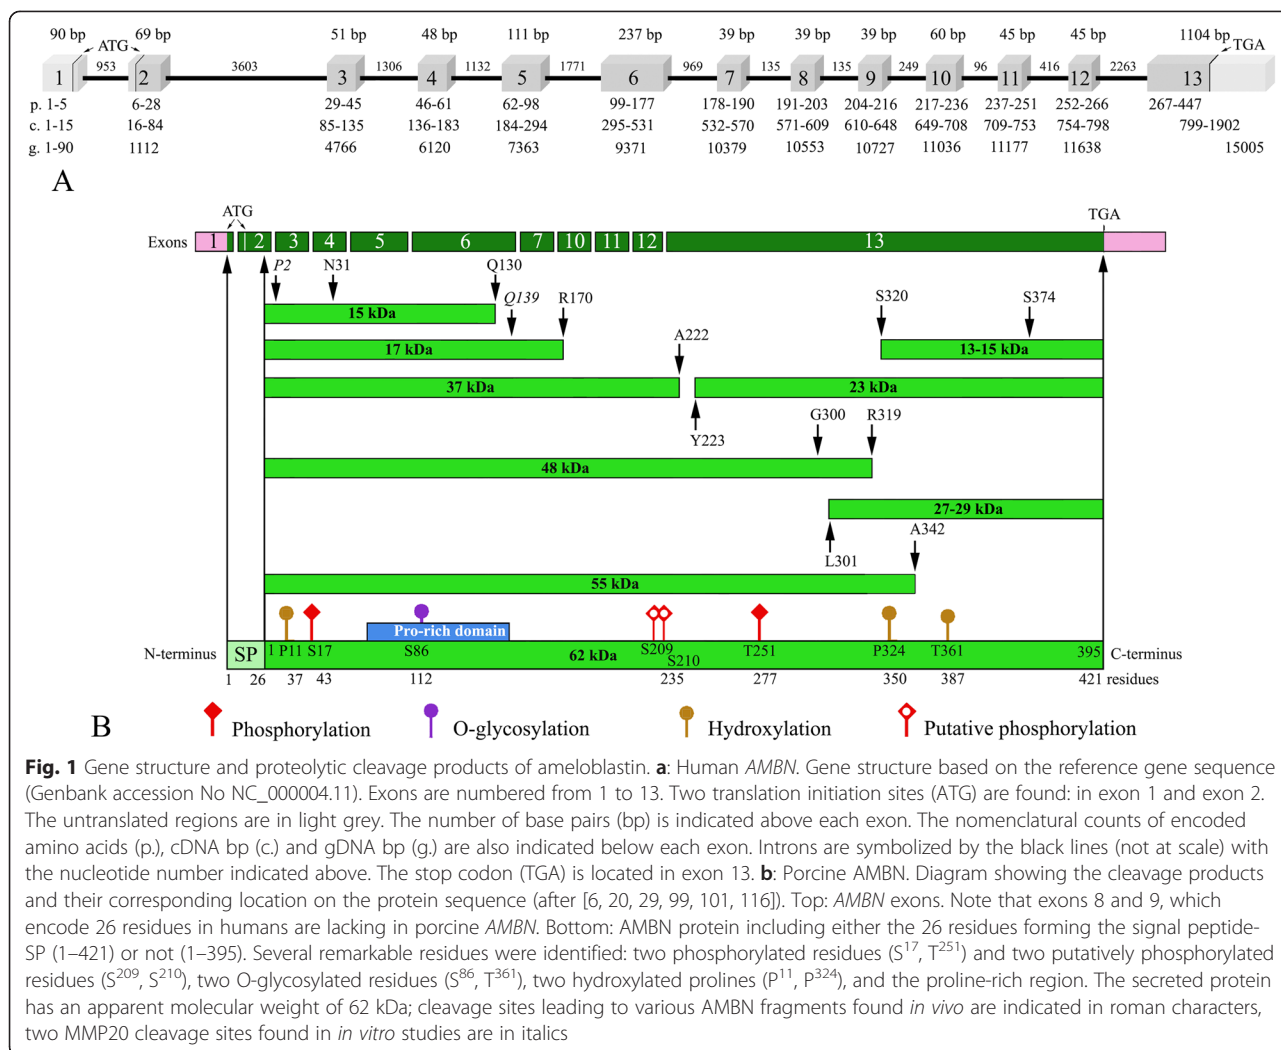 90 bp ATG 69 bp 51 bp 48 bp 111 bp 237 bp 39 bp 39 bp 39 bp 60 bp 45 bp 45 bp 1104 bp TGA
1 953 2 3603 3 1306 4 1132 5 1771 6 969 7 135 8 135 9 249 10 96 11 416 12 2263 13
p. 1-5 6-28 29-45 46-61 62-98 99-177 178-190 191-203 204-216 217-236 237-251 252-266 267-447
c. 1-15 16-84 85-135 136-183 184-294 295-531 532-570 571-609 610-648 649-708 709-753 754-798 799-1902
g. 1-90 1112 4766 6120 7363 9371 10379 10553 10727 11036 11177 11638 15005
A
ATG TGA
Exons 1 2 3 4 5 6 7 10 11 12 13
P2 N31 Q130
Q139 R170 S320 S374
15 kDa
A222
17 kDa 13-15 kDa
37 kDa 23 kDa
G300 R319
Y223
48 kDa
27-29 kDa
A342
L301
55 kDa
Pro-rich domain
N-terminus SP 1 P11 S17 S86 62 kDa S209 S210 T251 P324 T361 395 C-terminus
1 26 37 43 112 235 277 350 387 421 residues
B Phosphorylation O-glycosylation Hydroxylation Putative phosphorylation
Fig. 1 Gene structure and proteolytic cleavage products of ameloblastin. a: Human AMBN. Gene structure based on the reference gene sequence
(Genbank accession No NC_000004.11). Exons are numbered from 1 to 13. Two translation initiation sites (ATG) are found: in exon 1 and exon 2.
The untranslated regions are in light grey. The number of base pairs (bp) is indicated above each exon. The nomenclatural counts of encoded
amino acids (p.), cDNA bp (c.) and gDNA bp (g.) are also indicated below each exon. Introns are symbolized by the black lines (not at scale) with
the nucleotide number indicated above. The stop codon (TGA) is located in exon 13. b: Porcine AMBN. Diagram showing the cleavage products
and their corresponding location on the protein sequence (after [6, 20, 29, 99, 101, 116]). Top: AMBN exons. Note that exons 8 and 9, which
encode 26 residues in humans are lacking in porcine AMBN. Bottom: AMBN protein including either the 26 residues forming the signal peptide-
SP (1–421) or not (1–395). Several remarkable residues were identified: two phosphorylated residues (S17, T251) and two putatively phosphorylated
residues (S209, S210), two O-glycosylated residues (S86, T361), two hydroxylated prolines (P11, P324), and the proline-rich region. The secreted protein
has an apparent molecular weight of 62 kDa; cleavage sites leading to various AMBN fragments found in vivo are indicated in roman characters,
two MMP20 cleavage sites found in in vitro studies are in italics